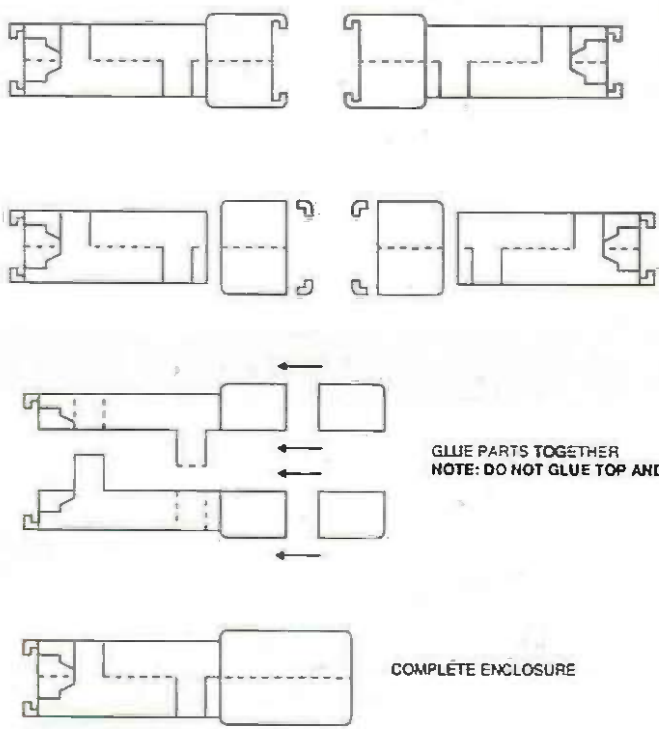 GLUE PARTS TOGETHER
NOTE: DO NOT GLUE TOP AND
COMPLETE ENCLOSURE